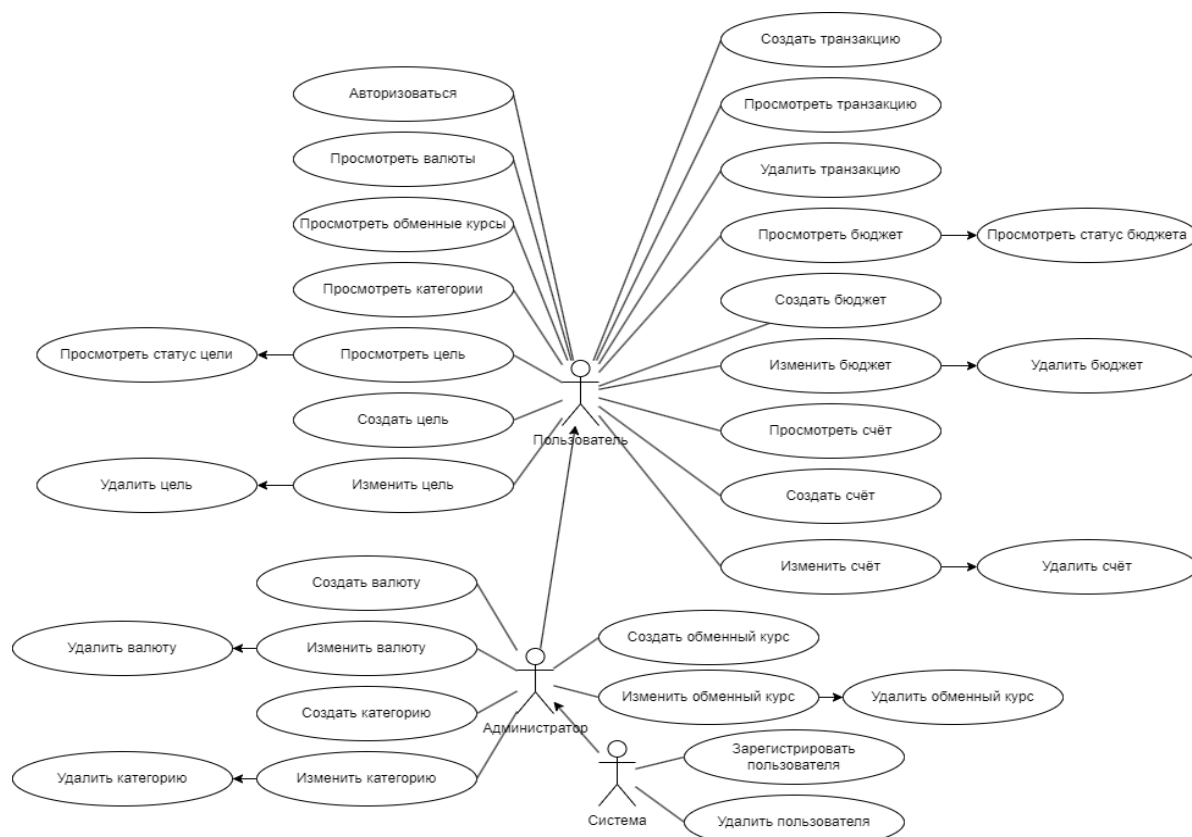 Создать транзакцию
Авторизоваться
Просмотреть транзакцию
Просмотреть валюты
Удалить транзакцию
Просмотреть обменные курсы
Просмотреть бюджет
Просмотреть статус бюджета
Просмотреть категории
Создать бюджет
Просмотреть статус цели
Просмотреть цель
Изменить бюджет
Удалить бюджет
Создать цель
Пользователь
Просмотреть счёт
Удалить цель
Изменить цель
Создать счёт
Изменить счёт
Удалить счёт
Создать валюту
Создать обменный курс
Удалить валюту
Изменить валюту
Изменить обменный курс
Удалить обменный курс
Создать категорию
Администратор
Зарегистрировать
пользователя
Удалить категорию
Изменить категорию
Система
Удалить пользователя